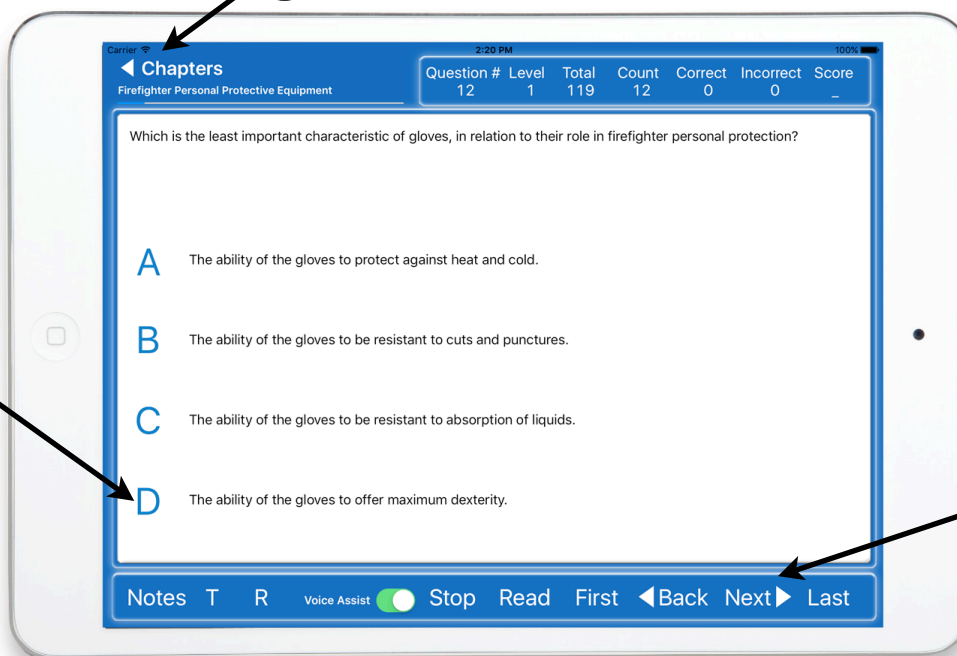 Carrier 2:20 PM 100%
Chapters
Firefighter Personal Protective Equipment
Question # Level Total Count Correct Incorrect Score
12 1 119 12 0 0 _
Which is the least important characteristic of gloves, in relation to their role in firefighter personal protection?
A The ability of the gloves to protect against heat and cold.
B The ability of the gloves to be resistant to cuts and punctures.
C The ability of the gloves to be resistant to absorption of liquids.
D The ability of the gloves to offer maximum dexterity.
Notes T R Voice Assist Stop Read First Back Next Last